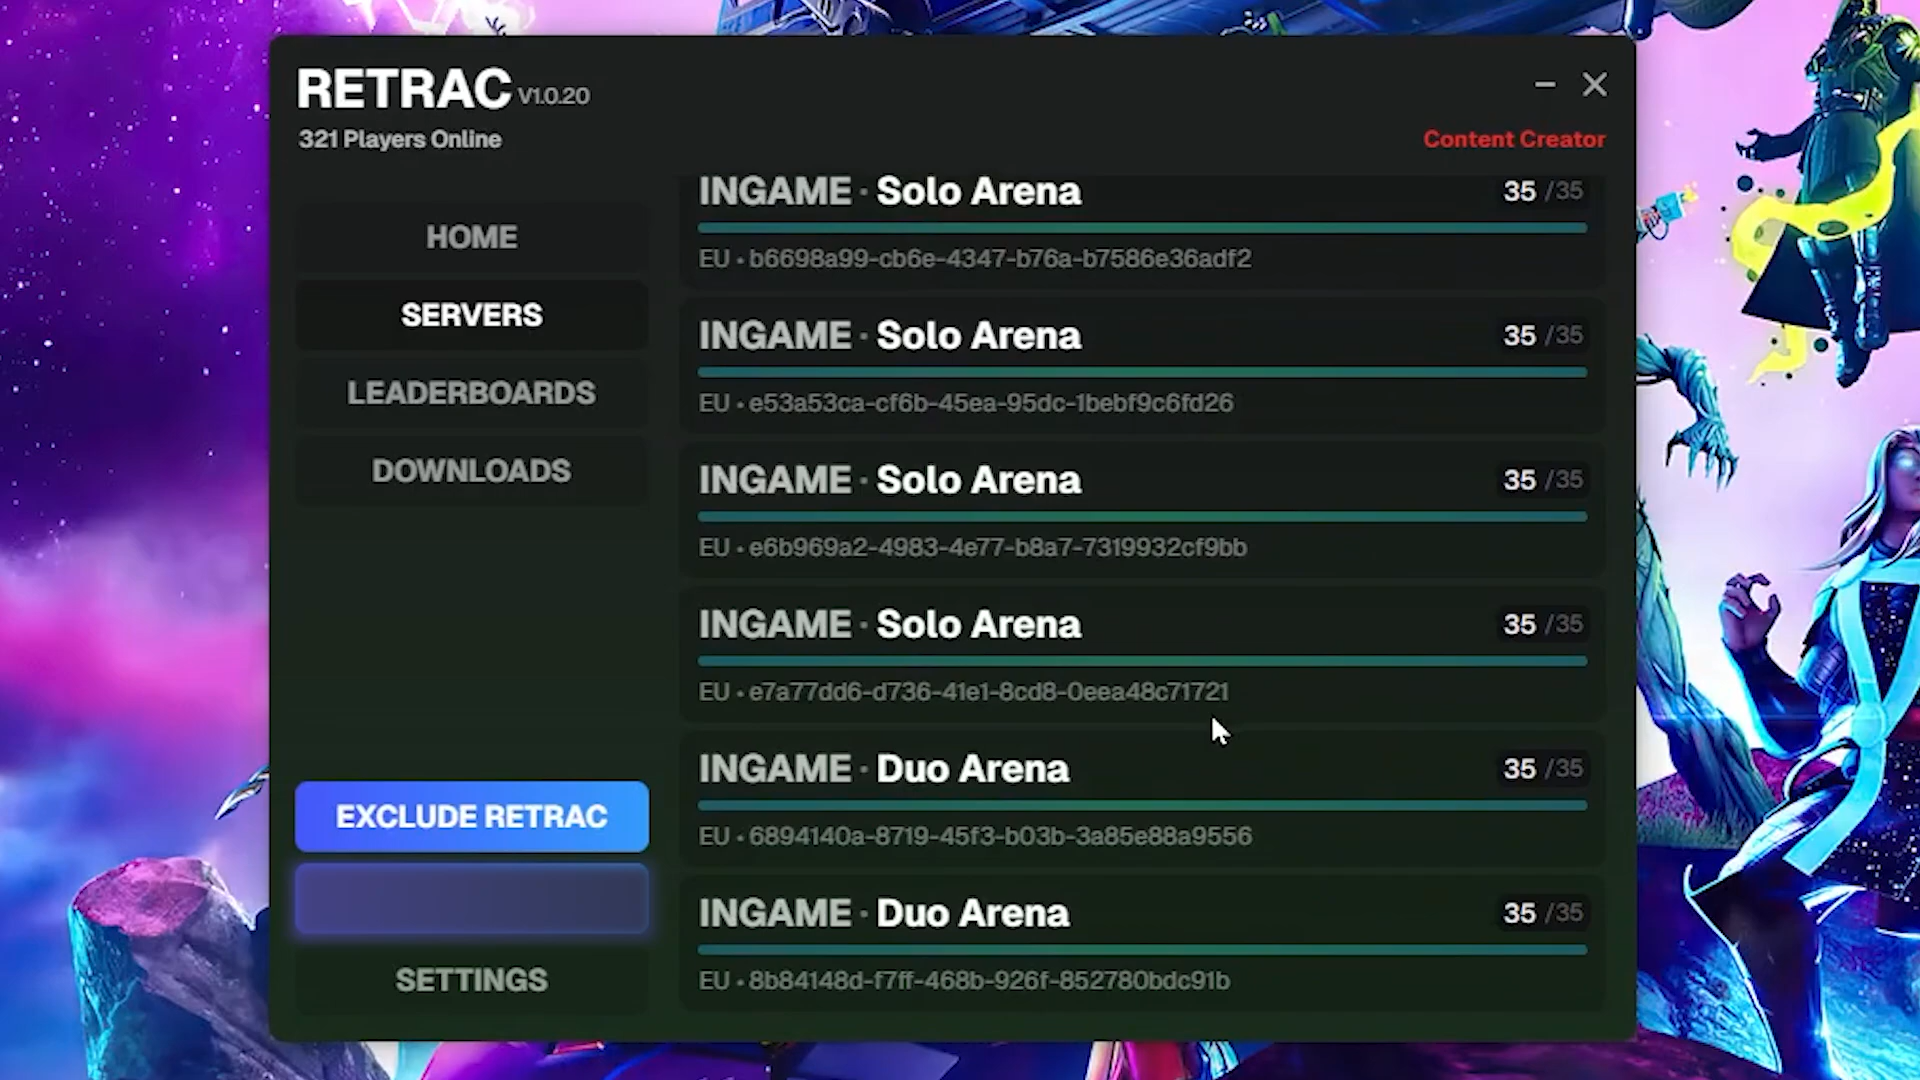 RETRAC V1.0.20
321 Players Online
Content Creator
HOME
SERVERS
LEADERBOARDS
DOWNLOADS
EXCLUDE RETRAC
SETTINGS
INGAME · Solo Arena 35 /35
EU • b6698a99-cb6e-4347-b76a-b7586e36adf2
INGAME · Solo Arena 35 /35
EU • e53a53ca-cf6b-45ea-95dc-1bebf9c6fd26
INGAME · Solo Arena 35 /35
EU • e6b969a2-4983-4e77-b8a7-7319932cf9bb
INGAME · Solo Arena 35 /35
EU • e7a77dd6-d736-41e1-8cd8-0eea48c71721
INGAME · Duo Arena 35 /35
EU • 6894140a-8719-45f3-b03b-3a85e88a9556
INGAME · Duo Arena 35 /35
EU • 8b84148d-f7ff-468b-926f-852780bdc91b